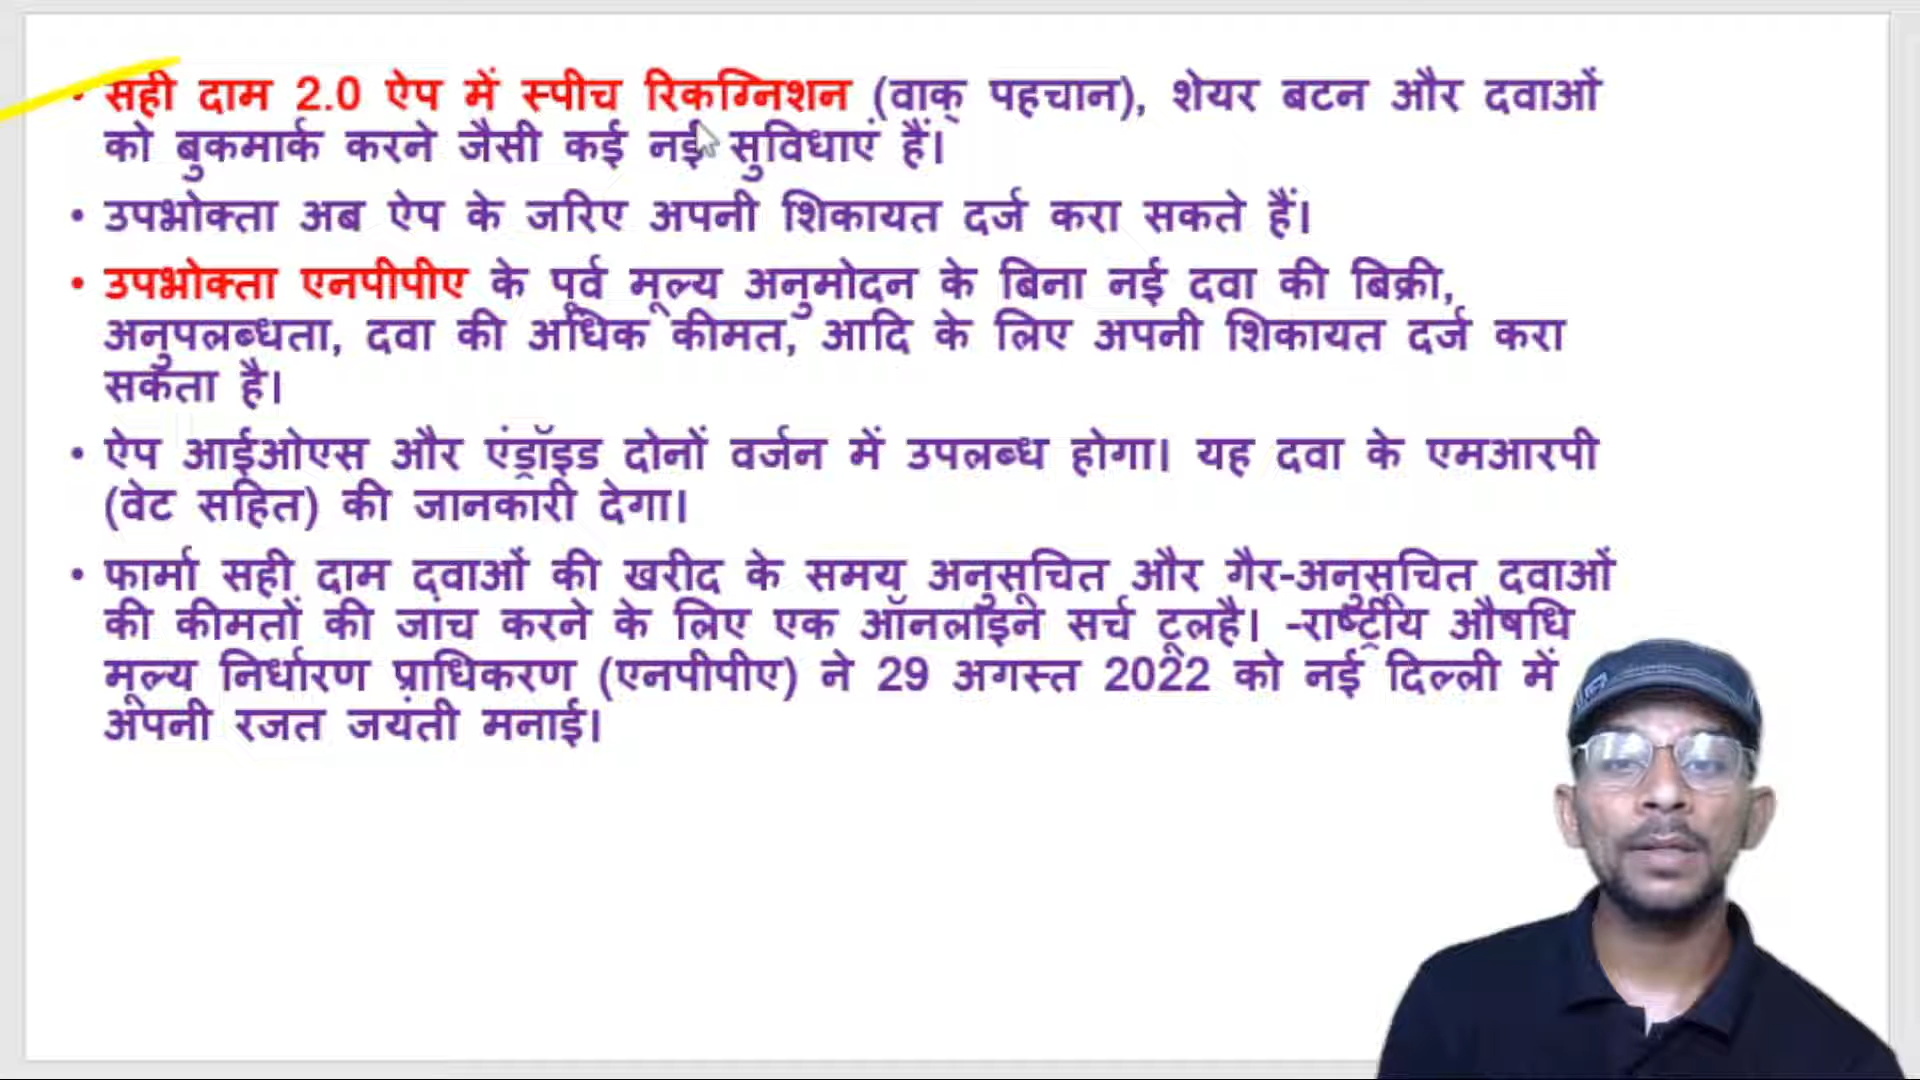 • सही दाम 2.0 ऐप में स्पीच रिकग्निशन (वाक् पहचान), शेयर बटन और दवाओं
को बुकमार्क करने जैसी कई नई सुविधाएं हैं।
• उपभोक्ता अब ऐप के जरिए अपनी शिकायत दर्ज करा सकते हैं।
• उपभोक्ता एनपीपीए के पूर्व मूल्य अनुमोदन के बिना नई दवा की बिक्री,
अनुपलब्धता, दवा की अधिक कीमत, आदि के लिए अपनी शिकायत दर्ज करा
सकता है।
• ऐप आईओएस और एंड्रॉइड दोनों वर्जन में उपलब्ध होगा। यह दवा के एमआरपी
(वेट सहित) की जानकारी देगा।
• फार्मा सही दाम दवाओं की खरीद के समय अनुसूचित और गैर-अनुसूचित दवाओं
की कीमतों की जांच करने के लिए एक ऑनलाइन सर्च टूलहै। -राष्ट्रीय औषधि
मूल्य निर्धारण प्राधिकरण (एनपीपीए) ने 29 अगस्त 2022 को नई दिल्ली में
अपनी रजत जयंती मनाई।